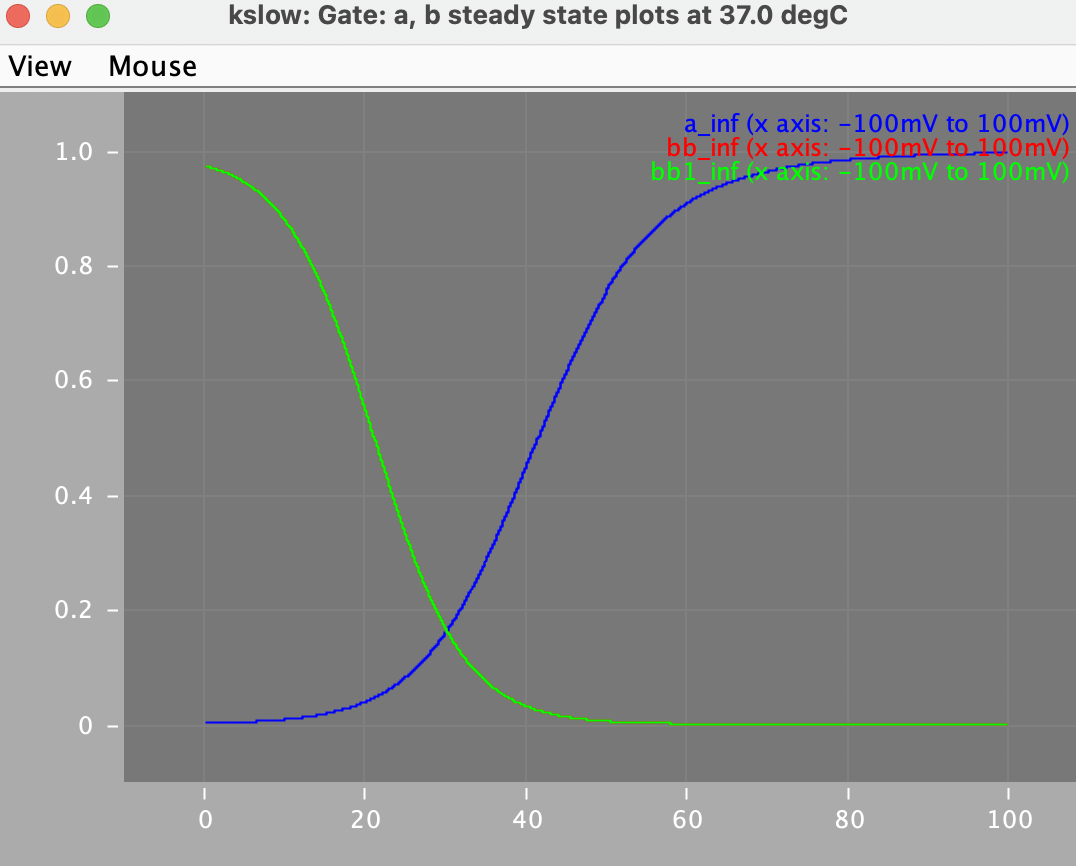 kslow: Gate: a, b steady state plots at 37.0 degC
View Mouse
a_inf (x axis: -100mV to 100mV)
bb_inf (x axis: -100mV to 100mV)
bb1_inf (x axis: -100mV to 100mV)
1.0
0.8
0.6
0.4
0.2
0
0 20 40 60 80 100